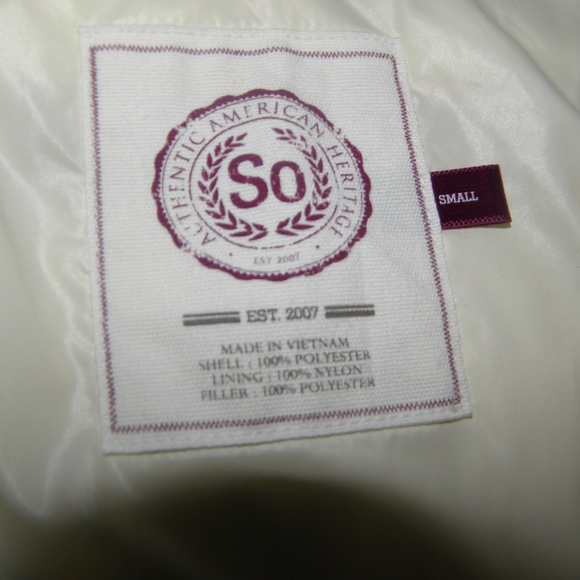 AUTHENTIC AMERICAN HERITAGE
So
EST 2007
SMALL
EST. 2007
MADE IN VIETNAM
SHELL : 100% POLYESTER
LINING : 100% NYLON
FILLER : 100% POLYESTER